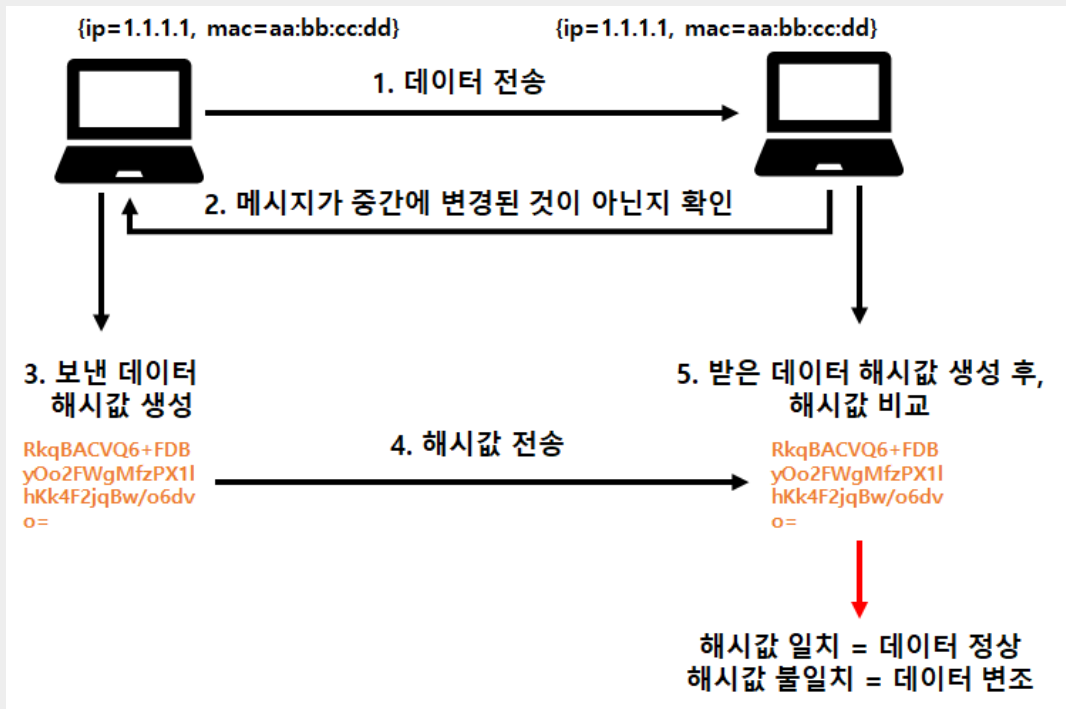 {ip=1.1.1.1, mac=aa:bb:cc:dd}
{ip=1.1.1.1, mac=aa:bb:cc:dd}
1. 데이터 전송
2. 메시지가 중간에 변경된 것이 아닌지 확인
3. 보낸 데이터
해시값 생성
RkqBACVQ6+FDB
yOo2FWgMfzPX1l
hKk4F2jqBw/o6dv
o=
4. 해시값 전송
5. 받은 데이터 해시값 생성 후,
해시값 비교
RkqBACVQ6+FDB
yOo2FWgMfzPX1l
hKk4F2jqBw/o6dv
o=
해시값 일치 = 데이터 정상
해시값 불일치 = 데이터 변조